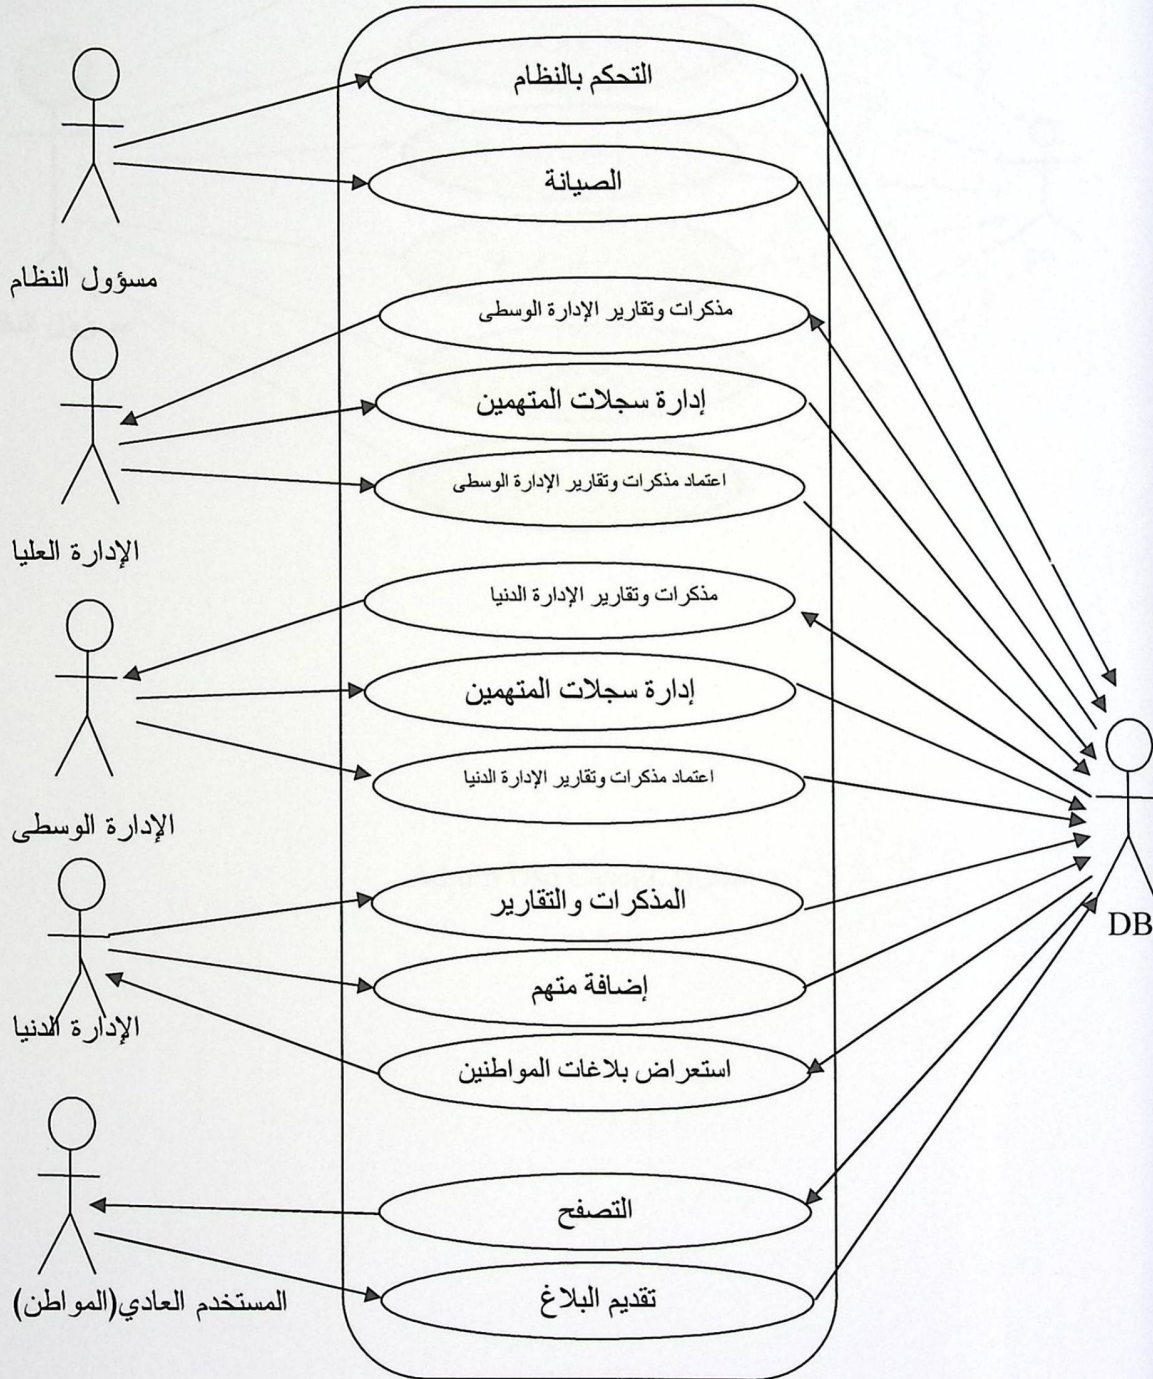 التحكم بالنظام
الصيانة
مسؤول النظام
مذكرات وتقارير الإدارة الوسطى
إدارة سجلات المتهمين
اعتماد مذكرات وتقارير الإدارة الوسطى
الإدارة العليا
مذكرات وتقارير الإدارة الدنيا
إدارة سجلات المتهمين
اعتماد مذكرات وتقارير الإدارة الدنيا
الإدارة الوسطى
المذكرات والتقارير
DB
إضافة متهم
الإدارة الدنيا
استعراض بلاغات المواطنين
التصفح
تقديم البلاغ
المستخدم العادي(المواطن)